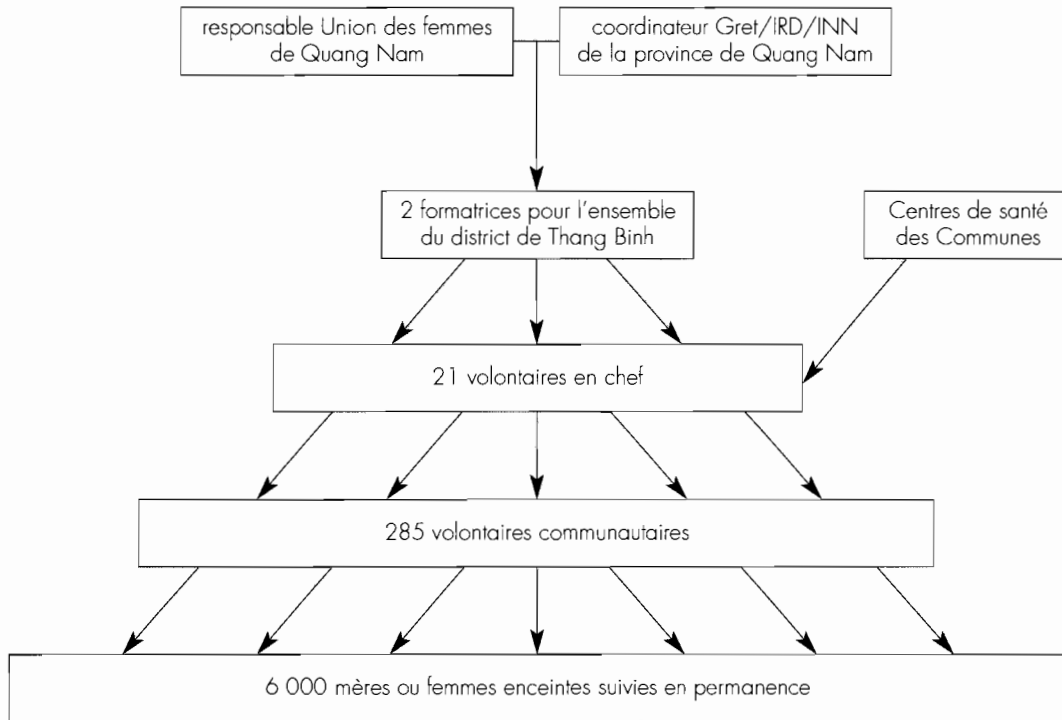 responsable Union des femmes
de Quang Nam
coordinateur Gret/IRD/INN
de la province de Quang Nam
2 formatrices pour l'ensemble
du district de Thang Binh
Centres de santé
des Communes
21 volontaires en chef
285 volontaires communautaires
6 000 mères ou femmes enceintes suivies en permanence